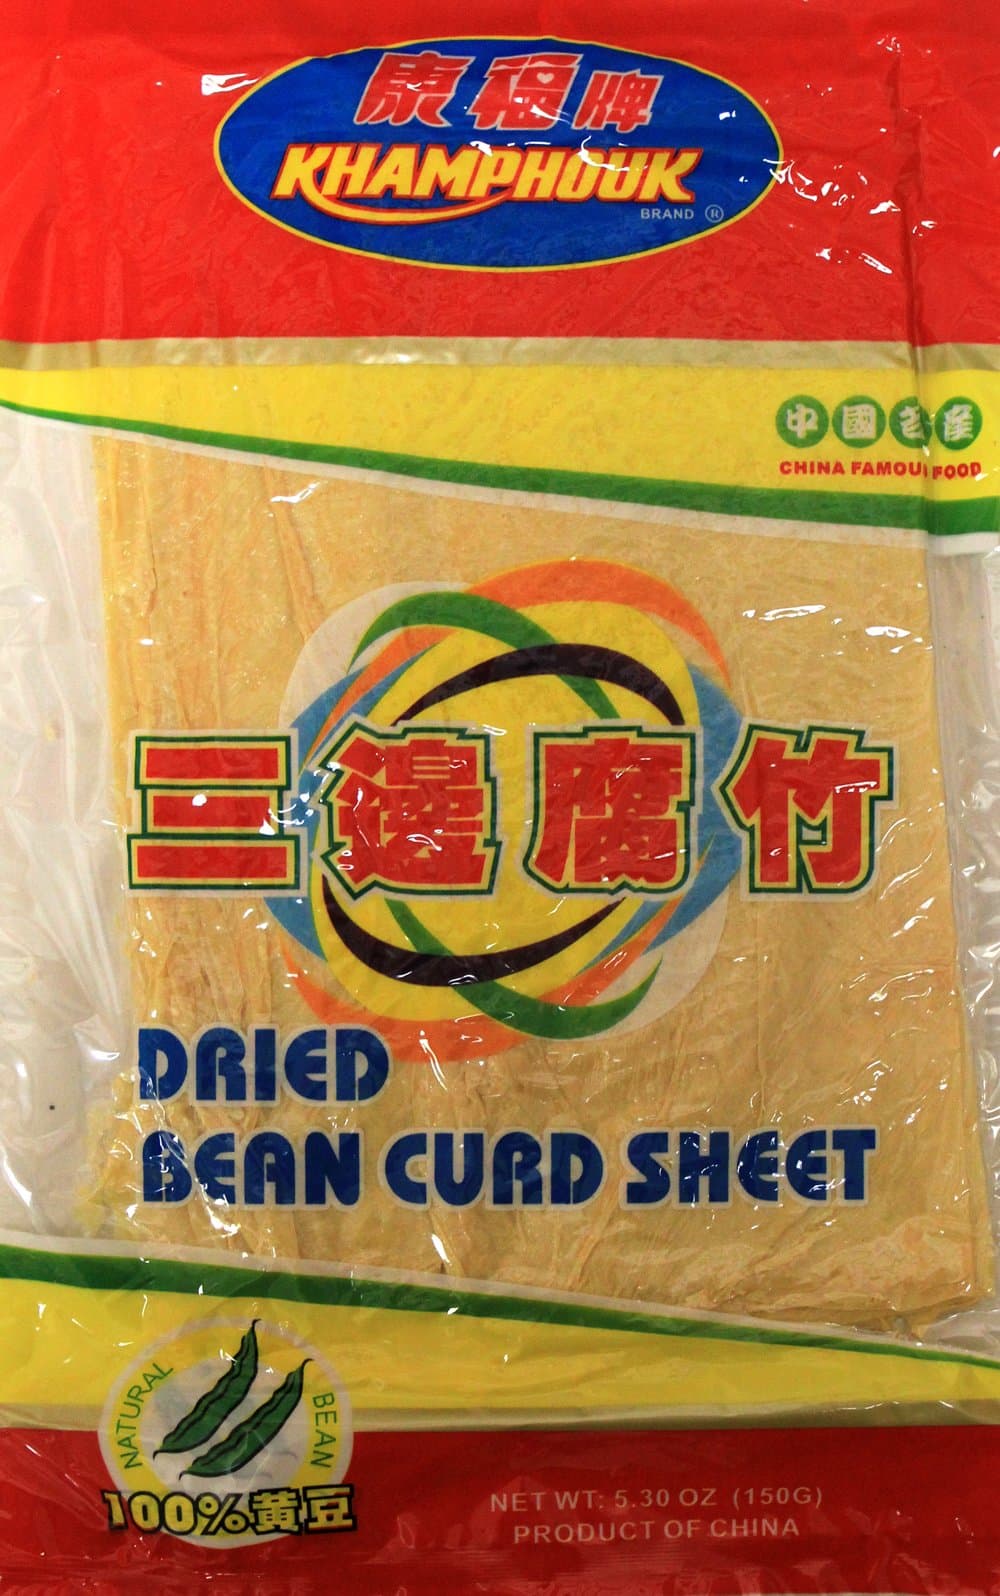 康福牌
KHAMPHOUK
BRAND ®
中國名産
CHINA FAMOUS FOOD
三邊腐竹
DRIED
BEAN CURD SHEET
NATURAL BEAN
100%黃豆
NET WT: 5.30 OZ (150G)
PRODUCT OF CHINA